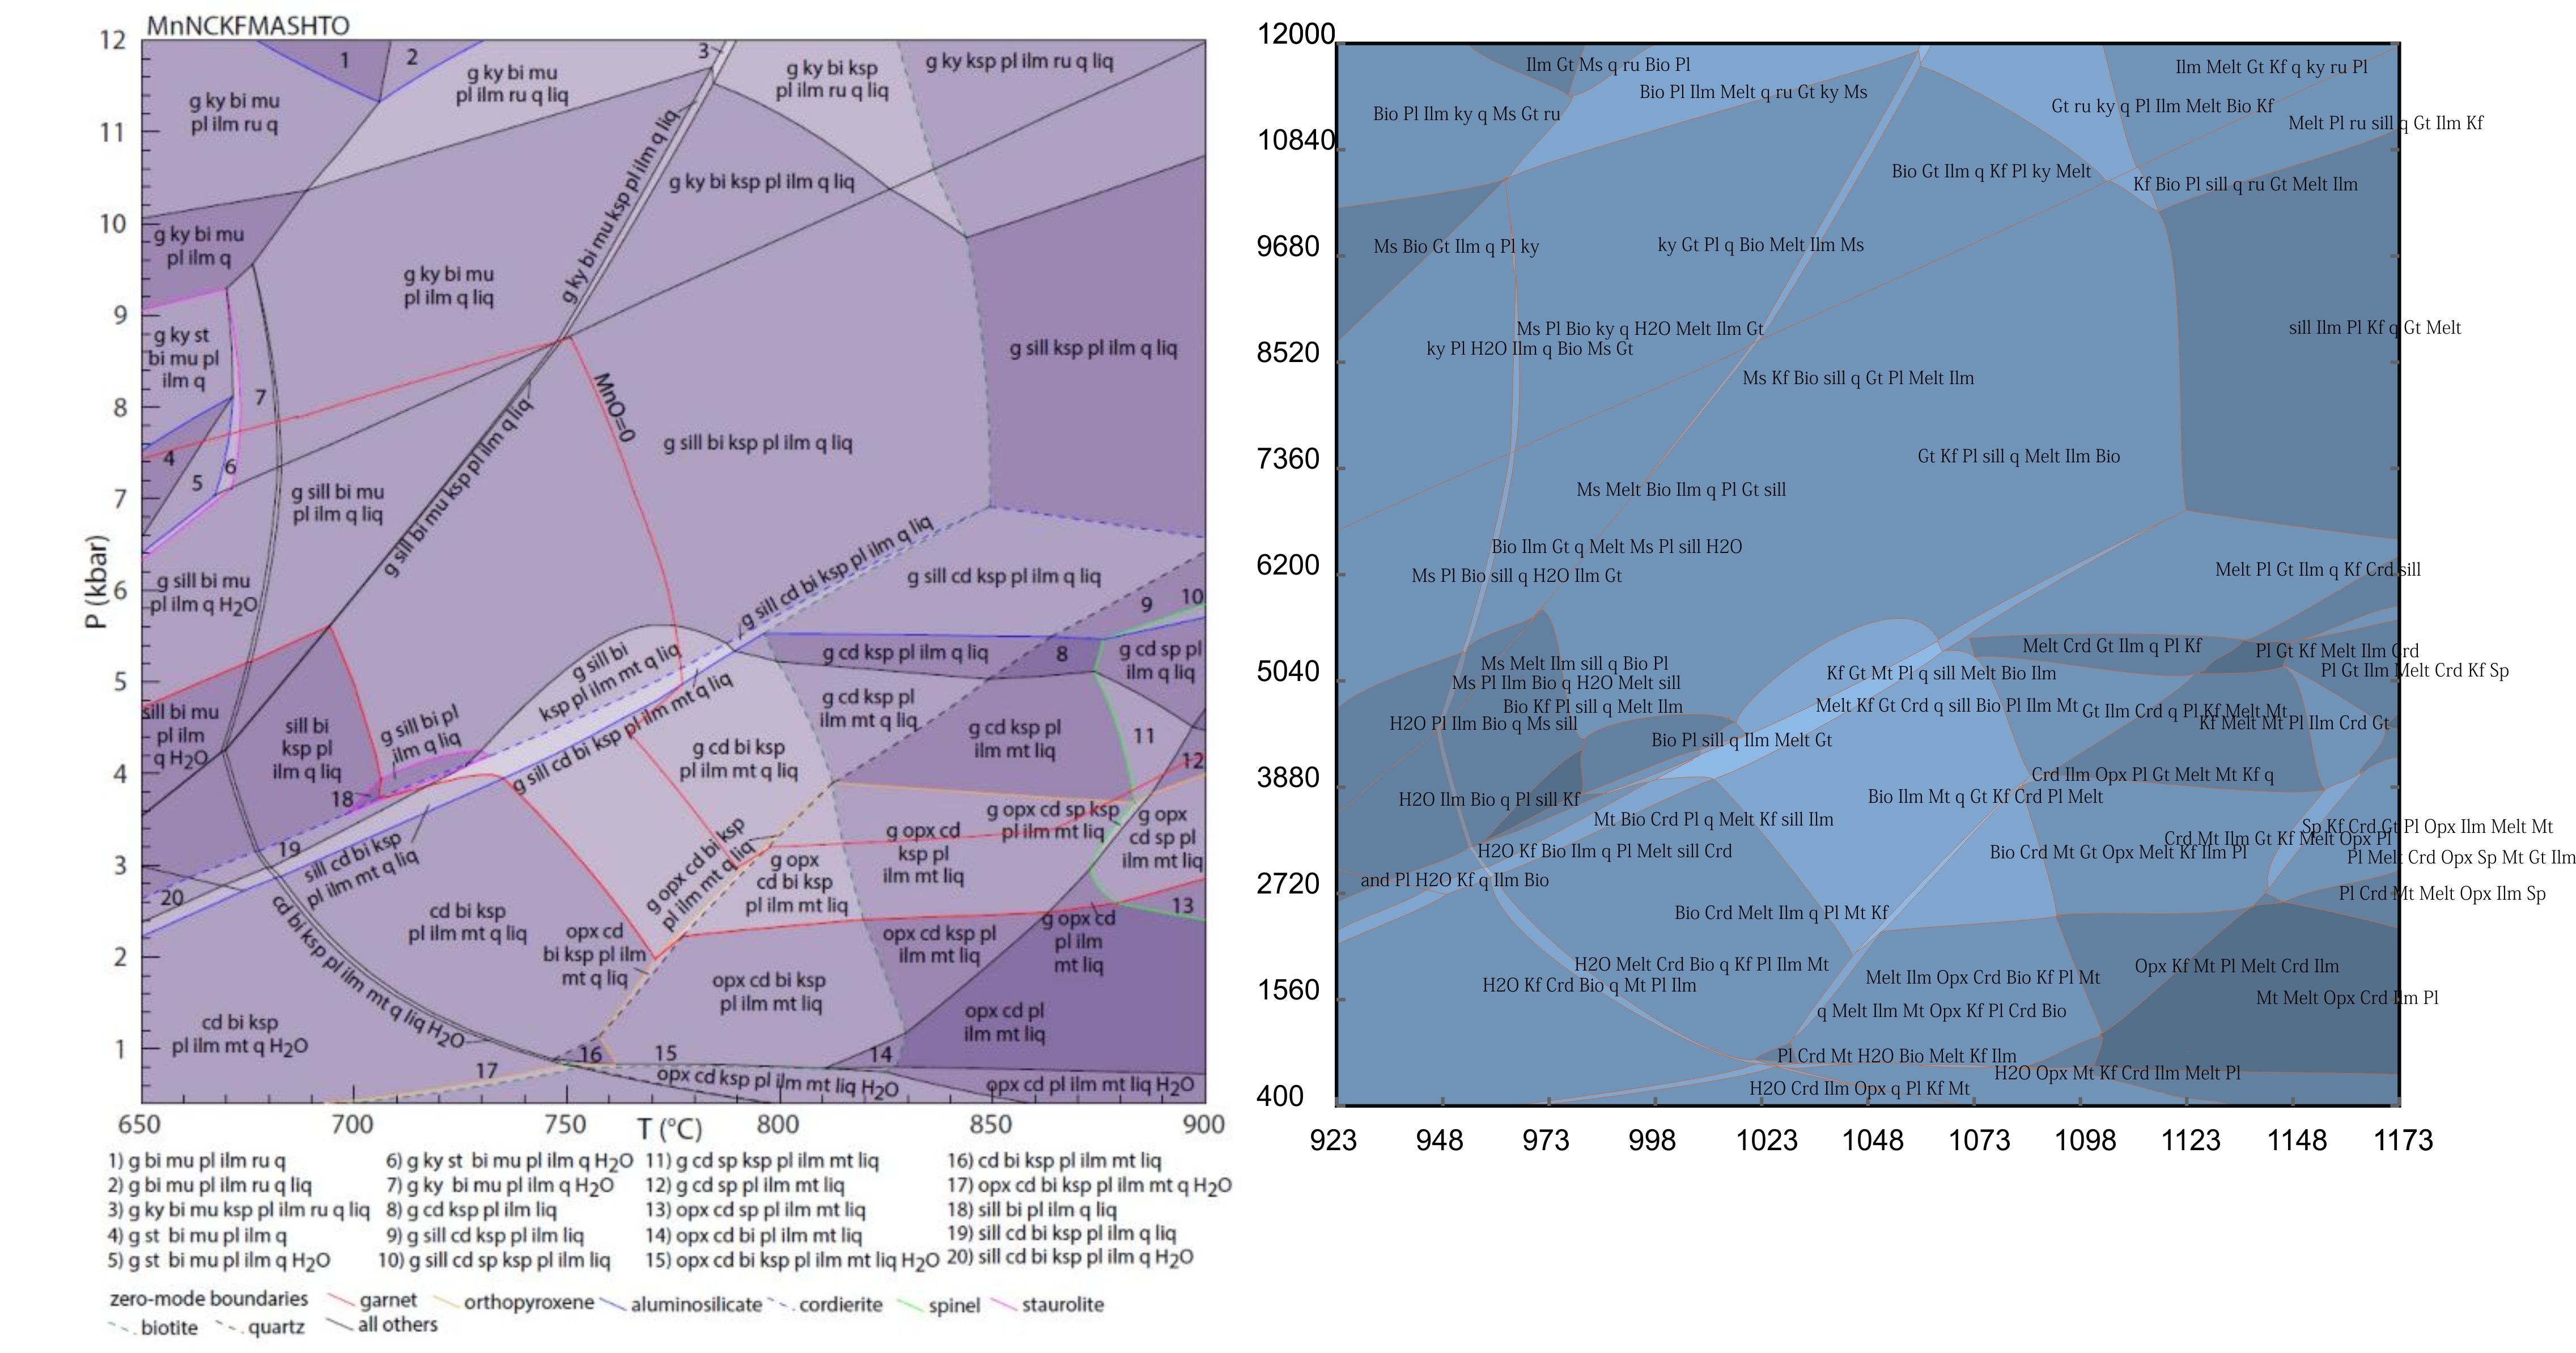 MnNCKFMASHTO
12
11
10
9
8
7
6
5
4
3
2
1
P (kbar)
650
700
750
800
850
900
T (°C)
1
2
3
g ky bi mu
pl ilm ru q
g ky bi mu
pl ilm ru q liq
g ky bi ksp
pl ilm ru q liq
g ky ksp pl ilm ru q liq
g ky bi mu
pl ilm q
g ky bi mu
pl ilm q liq
g ky bi mu ksp pl ilm q liq
g ky bi ksp pl ilm q liq
g ky st
bi mu pl
ilm q
7
4
5
6
MnO=0
g sill ksp pl ilm q liq
g sill bi ksp pl ilm q liq
g sill bi mu
pl ilm q liq
g sill bi mu ksp pl ilm q liq
g sill bi mu
pl ilm q H2O
g sill cd bi ksp pl ilm q liq
g sill cd ksp pl ilm q liq
9
10
8
g cd ksp pl ilm q liq
g cd sp pl
ilm q liq
g sill bi
ksp pl ilm mt q liq
sill bi mu
pl ilm
q H2O
sill bi
ksp pl
ilm q liq
g sill bi pl
ilm q liq
18
g sill cd bi ksp pl ilm mt q liq
g cd ksp pl
ilm mt q liq
g cd ksp pl
ilm mt liq
11
12
g cd bi ksp
pl ilm mt q liq
g opx cd sp ksp
pl ilm mt liq
g opx
cd sp pl
ilm mt liq
g opx cd
ksp pl
ilm mt liq
19
sill cd bi ksp
pl ilm mt q liq
20
g opx cd bi ksp
pl ilm mt q liq
g opx
cd bi ksp
pl ilm mt liq
13
cd bi ksp pl ilm mt q liq H2O
cd bi ksp
pl ilm mt q liq
opx cd
bi ksp pl ilm
mt q liq
opx cd ksp pl
ilm mt liq
g opx cd
pl ilm
mt liq
opx cd bi ksp
pl ilm mt liq
opx cd pl
ilm mt liq
cd bi ksp
pl ilm mt q H2O
17
16
15
14
opx cd ksp pl ilm mt liq H2O
opx cd pl ilm mt liq H2O
1) g bi mu pl ilm ru q
2) g bi mu pl ilm ru q liq
3) g ky bi mu ksp pl ilm ru q liq
4) g st bi mu pl ilm q
5) g st bi mu pl ilm q H2O
6) g ky st bi mu pl ilm q H2O
7) g ky bi mu pl ilm q H2O
8) g cd ksp pl ilm liq
9) g sill cd ksp pl ilm liq
10) g sill cd sp ksp pl ilm liq
11) g cd sp ksp pl ilm mt liq
12) g cd sp pl ilm mt liq
13) opx cd sp pl ilm mt liq
14) opx cd bi pl ilm mt liq
15) opx cd bi ksp pl ilm mt liq H2O
16) cd bi ksp pl ilm mt liq
17) opx cd bi ksp pl ilm mt q H2O
18) sill bi pl ilm q liq
19) sill cd bi ksp pl ilm q liq
20) sill cd bi ksp pl ilm q H2O
zero-mode boundaries
garnet
orthopyroxene
aluminosilicate
cordierite
spinel
staurolite
biotite
quartz
all others
12000
10840
9680
8520
7360
6200
5040
3880
2720
1560
400
923
948
973
998
1023
1048
1073
1098
1123
1148
1173
Ilm Gt Ms q ru Bio Pl
Ilm Melt Gt Kf q ky ru Pl
Bio Pl Ilm Melt q ru Gt ky Ms
Gt ru ky q Pl Ilm Melt Bio Kf
Bio Pl Ilm ky q Ms Gt ru
Melt Pl ru sill q Gt Ilm Kf
Bio Gt Ilm q Kf Pl ky Melt
Kf Bio Pl sill q ru Gt Melt Ilm
Ms Bio Gt Ilm q Pl ky
ky Gt Pl q Bio Melt Ilm Ms
Ms Pl Bio ky q H2O Melt Ilm Gt
sill Ilm Pl Kf q Gt Melt
ky Pl H2O Ilm q Bio Ms Gt
Ms Kf Bio sill q Gt Pl Melt Ilm
Gt Kf Pl sill q Melt Ilm Bio
Ms Melt Bio Ilm q Pl Gt sill
Bio Ilm Gt q Melt Ms Pl sill H2O
Ms Pl Bio sill q H2O Ilm Gt
Melt Pl Gt Ilm q Kf Crd sill
Melt Crd Gt Ilm q Pl Kf
Pl Gt Kf Melt Ilm Crd
Ms Melt Ilm sill q Bio Pl
Pl Gt Ilm Melt Crd Kf Sp
Kf Gt Mt Pl q sill Melt Bio Ilm
Ms Pl Ilm Bio q H2O Melt sill
Bio Kf Pl sill q Melt Ilm
Melt Kf Gt Crd q sill Bio Pl Ilm Mt
Gt Ilm Crd q Pl Kf Melt Mt
H2O Pl Ilm Bio q Ms sill
Kf Melt Mt Pl Ilm Crd Gt
Bio Pl sill q Ilm Melt Gt
Crd Ilm Opx Pl Gt Melt Mt Kf q
H2O Ilm Bio q Pl sill Kf
Bio Ilm Mt q Gt Kf Crd Pl Melt
Mt Bio Crd Pl q Melt Kf sill Ilm
Sp Kf Crd Gt Pl Opx Ilm Melt Mt
Crd Mt Ilm Gt Kf Melt Opx Pl
H2O Kf Bio Ilm q Pl Melt sill Crd
Bio Crd Mt Gt Opx Melt Kf Ilm Pl
Pl Melt Crd Opx Sp Mt Gt Ilm
and Pl H2O Kf q Ilm Bio
Pl Crd Mt Melt Opx Ilm Sp
Bio Crd Melt Ilm q Pl Mt Kf
H2O Melt Crd Bio q Kf Pl Ilm Mt
Opx Kf Mt Pl Melt Crd Ilm
H2O Kf Crd Bio q Mt Pl Ilm
Melt Ilm Opx Crd Bio Kf Pl Mt
Mt Melt Opx Crd Ilm Pl
q Melt Ilm Mt Opx Kf Pl Crd Bio
Pl Crd Mt H2O Bio Melt Kf Ilm
H2O Opx Mt Kf Crd Ilm Melt Pl
H2O Crd Ilm Opx q Pl Kf Mt